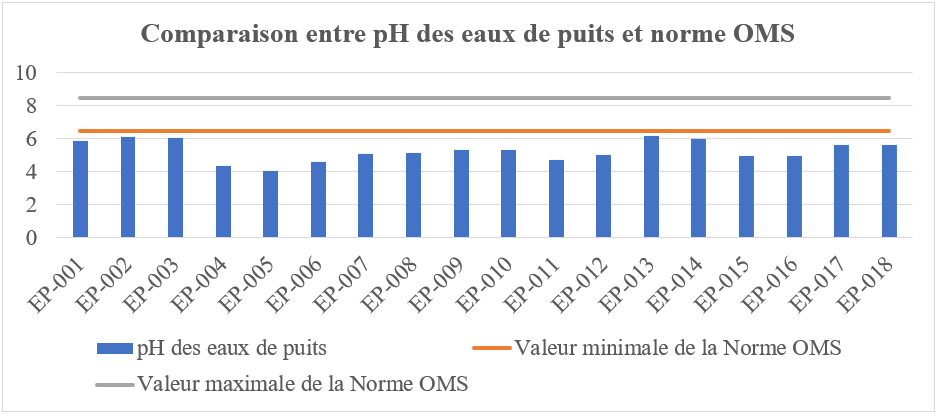 Comparaison entre pH des eaux de puits et norme OMS
10
8
6
4
2
0
EP-001 EP-002 EP-003 EP-004 EP-005 EP-006 EP-007 EP-008 EP-009 EP-010 EP-011 EP-012 EP-013 EP-014 EP-015 EP-016 EP-017 EP-018
pH des eaux de puits Valeur minimale de la Norme OMS
Valeur maximale de la Norme OMS